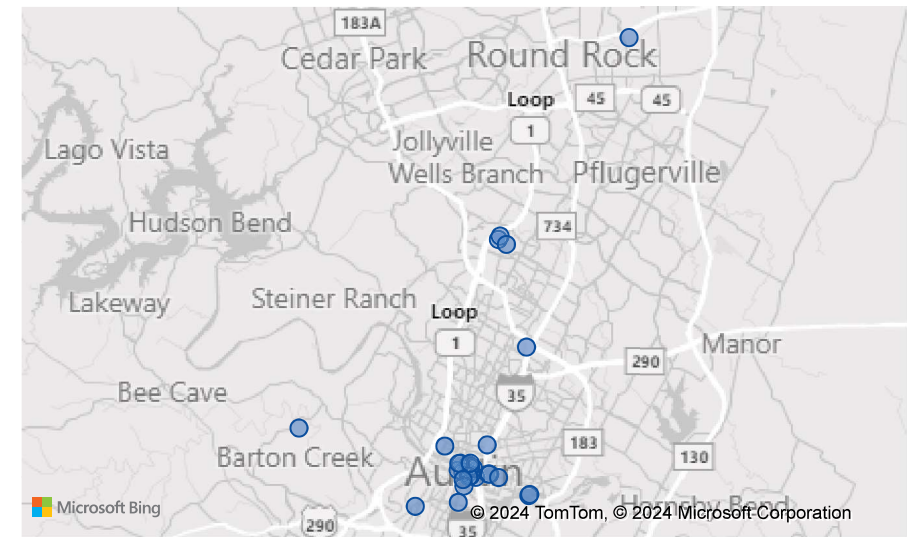 183A
Cedar Park
Round Rock
Loop
45
45
1
Jollyville
Lago Vista
Wells Branch
Pflugerville
Hudson Bend
734
Lakeway
Steiner Ranch
Loop
1
Manor
290
Bee Cave
35
183
Barton Creek
130
Austin
Hornsby Bend
Microsoft Bing
© 2024 TomTom, © 2024 Microsoft Corporation
290
35